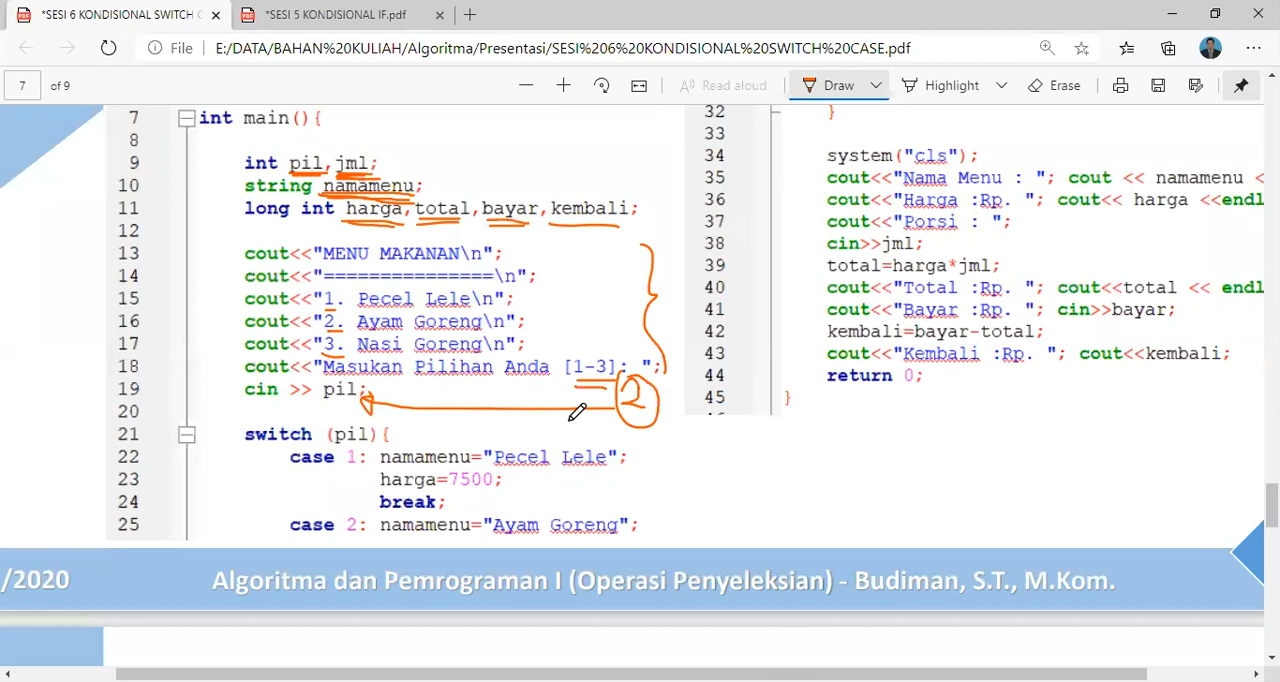 *SESI 6 KONDISIONAL SWITCH C
*SESI 5 KONDISIONAL IF.pdf
File
E:/DATA/BAHAN%20KULIAH/Algoritma/Presentasi/SESI%206%20KONDISIONAL%20SWITCH%20CASE.pdf
7 of 9
Read aloud
Draw
Highlight
Erase
7 int main(){
8
9 int pil,jml;
10 string namamenu;
11 long int harga,total,bayar,kembali;
12
13 cout<<"MENU MAKANAN\n";
14 cout<<"===============\n";
15 cout<<"1. Pecel Lele\n";
16 cout<<"2. Ayam Goreng\n";
17 cout<<"3. Nasi Goreng\n";
18 cout<<"Masukan Pilihan Anda [1-3]: ";
19 cin >> pil;
2
20
21 switch (pil){
22 case 1: namamenu="Pecel Lele";
23 harga=7500;
24 break;
25 case 2: namamenu="Ayam Goreng";
32 }
33
34 system("cls");
35 cout<<"Nama Menu : "; cout << namamenu <
36 cout<<"Harga :Rp. "; cout<< harga <<endl
37 cout<<"Porsi : ";
38 cin>>jml;
39 total=harga*jml;
40 cout<<"Total :Rp. "; cout<<total << endl
41 cout<<"Bayar :Rp. "; cin>>bayar;
42 kembali=bayar-total;
43 cout<<"Kembali :Rp. "; cout<<kembali;
44 return 0;
45 }
/2020 Algoritma dan Pemrograman I (Operasi Penyeleksian) - Budiman, S.T., M.Kom.